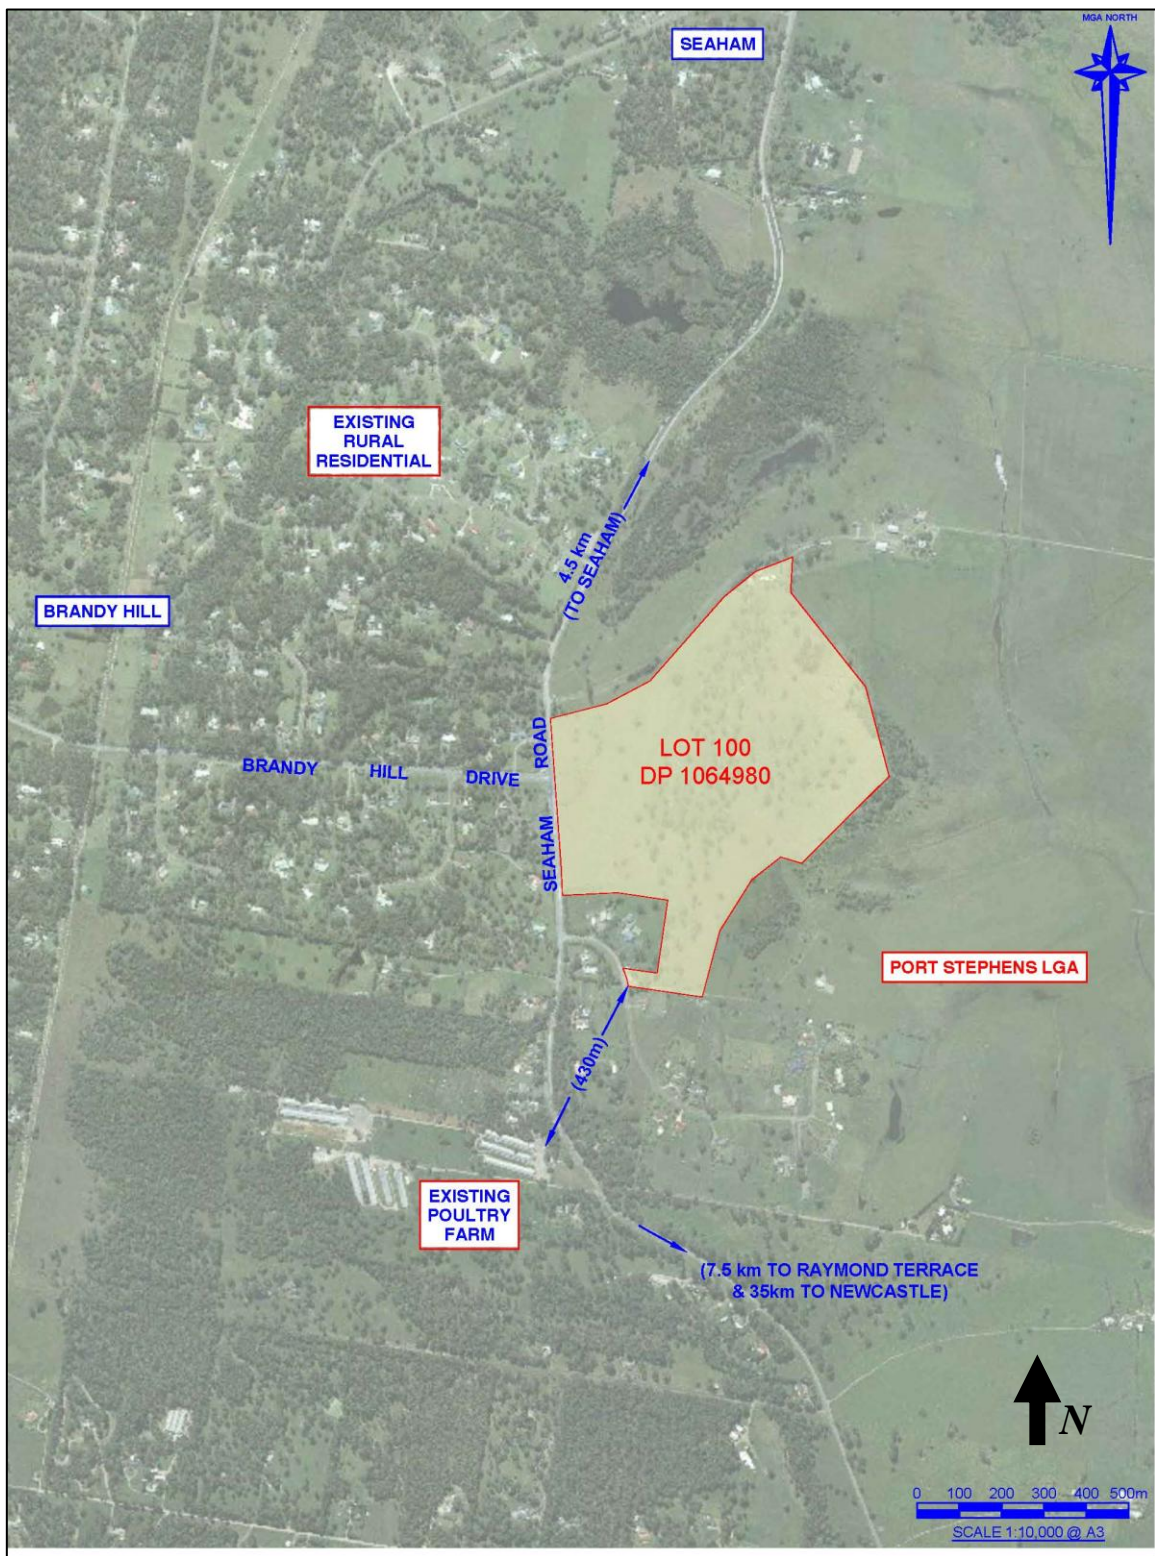 MGA NORTH
SEAHAM
EXISTING
RURAL
RESIDENTIAL
4.5 km
(TO SEAHAM)
BRANDY HILL
BRANDY HILL DRIVE
SEAHAM ROAD
LOT 100
DP 1064980
PORT STEPHENS LGA
(430m)
EXISTING
POULTRY
FARM
(7.5 km TO RAYMOND TERRACE
& 35km TO NEWCASTLE)
N
0 100 200 300 400 500m
SCALE 1:10,000 @ A3